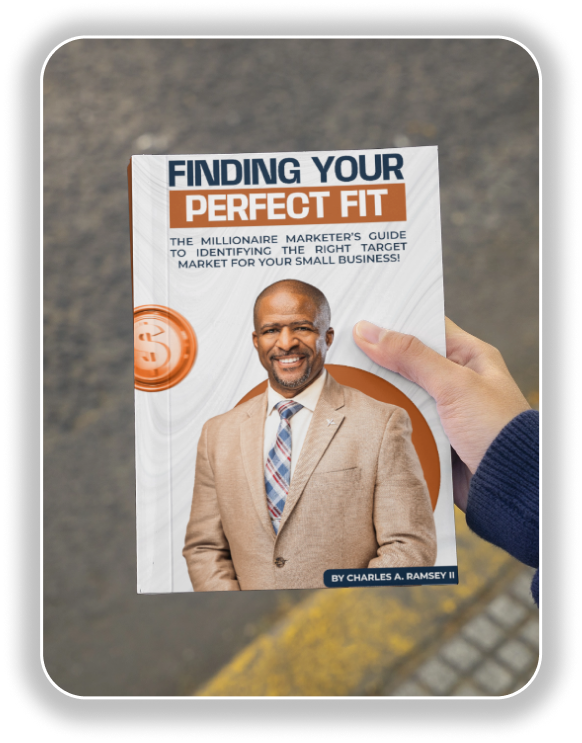 FINDING YOUR
PERFECT FIT
THE MILLIONAIRE MARKETER'S GUIDE
TO IDENTIFYING THE RIGHT TARGET
MARKET FOR YOUR SMALL BUSINESS!
$
BY CHARLES A. RAMSEY II